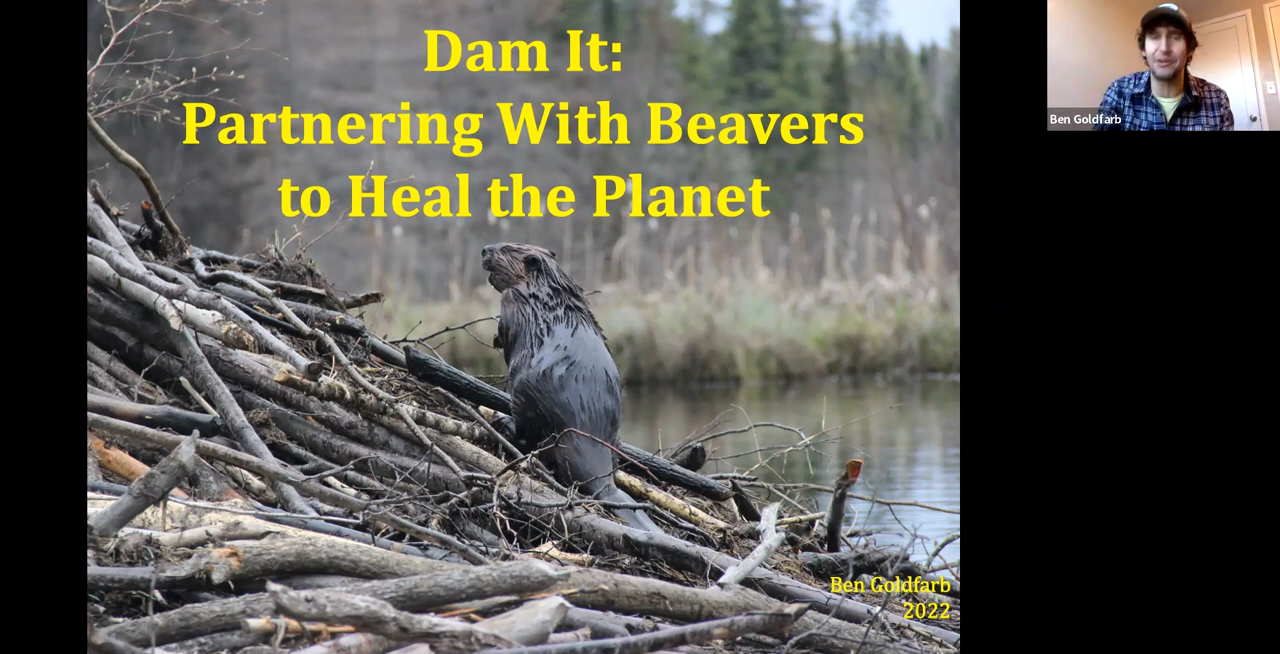 Dam It:
Partnering With Beavers
to Heal the Planet
Ben Goldfarb
Ben Goldfarb
2022